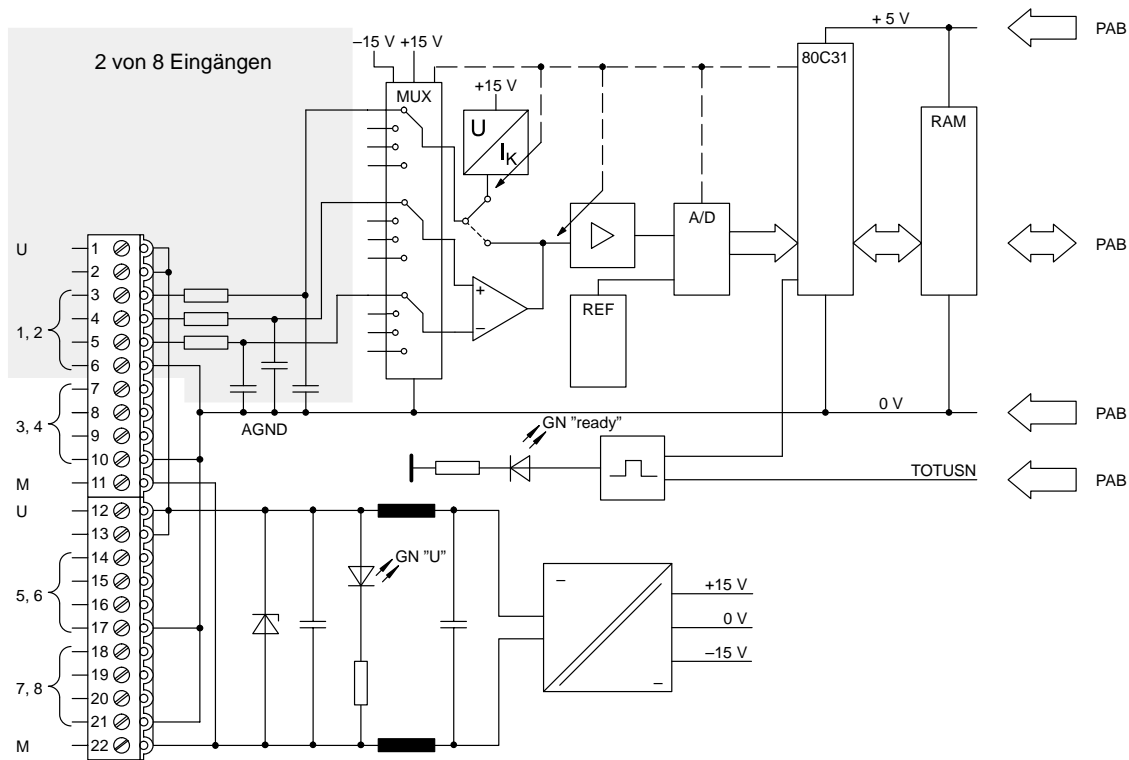 2 von 8 Eingängen
–15 V +15 V
MUX
+15 V
U
I_K
80C31
+ 5 V
PAB
RAM
A/D
REF
PAB
+
–
U
1
2
1, 2
3
4
5
6
3, 4
7
8
9
10
M
11
AGND
0 V
PAB
GN "ready"
TOTUSN
PAB
U
12
13
5, 6
14
15
16
17
7, 8
18
19
20
21
M
22
GN "U"
–
–
+15 V
0 V
–15 V